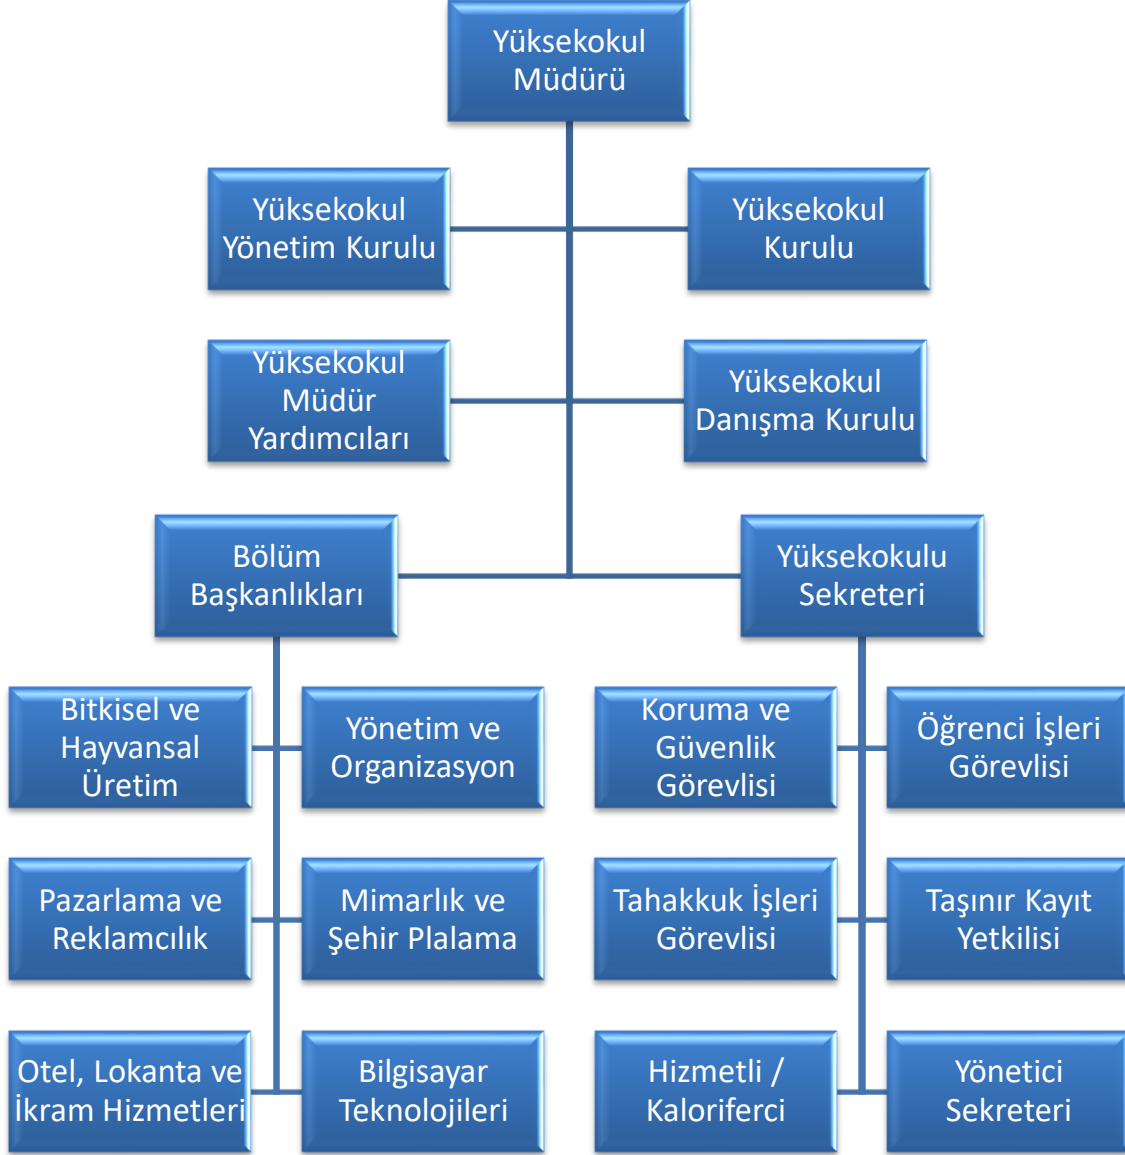 Yüksekokul
Müdürü
Yüksekokul
Yönetim Kurulu
Yüksekokul
Kurulu
Yüksekokul
Müdür
Yardımcıları
Yüksekokul
Danışma Kurulu
Bölüm
Başkanlıkları
Yüksekokulu
Sekreteri
Bitkisel ve
Hayvansal
Üretim
Yönetim ve
Organizasyon
Koruma ve
Güvenlik
Görevlisi
Öğrenci İşleri
Görevlisi
Pazarlama ve
Reklamcılık
Mimarlık ve
Şehir Plalama
Tahakkuk İşleri
Görevlisi
Taşınır Kayıt
Yetkilisi
Otel, Lokanta ve
İkram Hizmetleri
Bilgisayar
Teknolojileri
Hizmetli /
Kaloriferci
Yönetici
Sekreteri